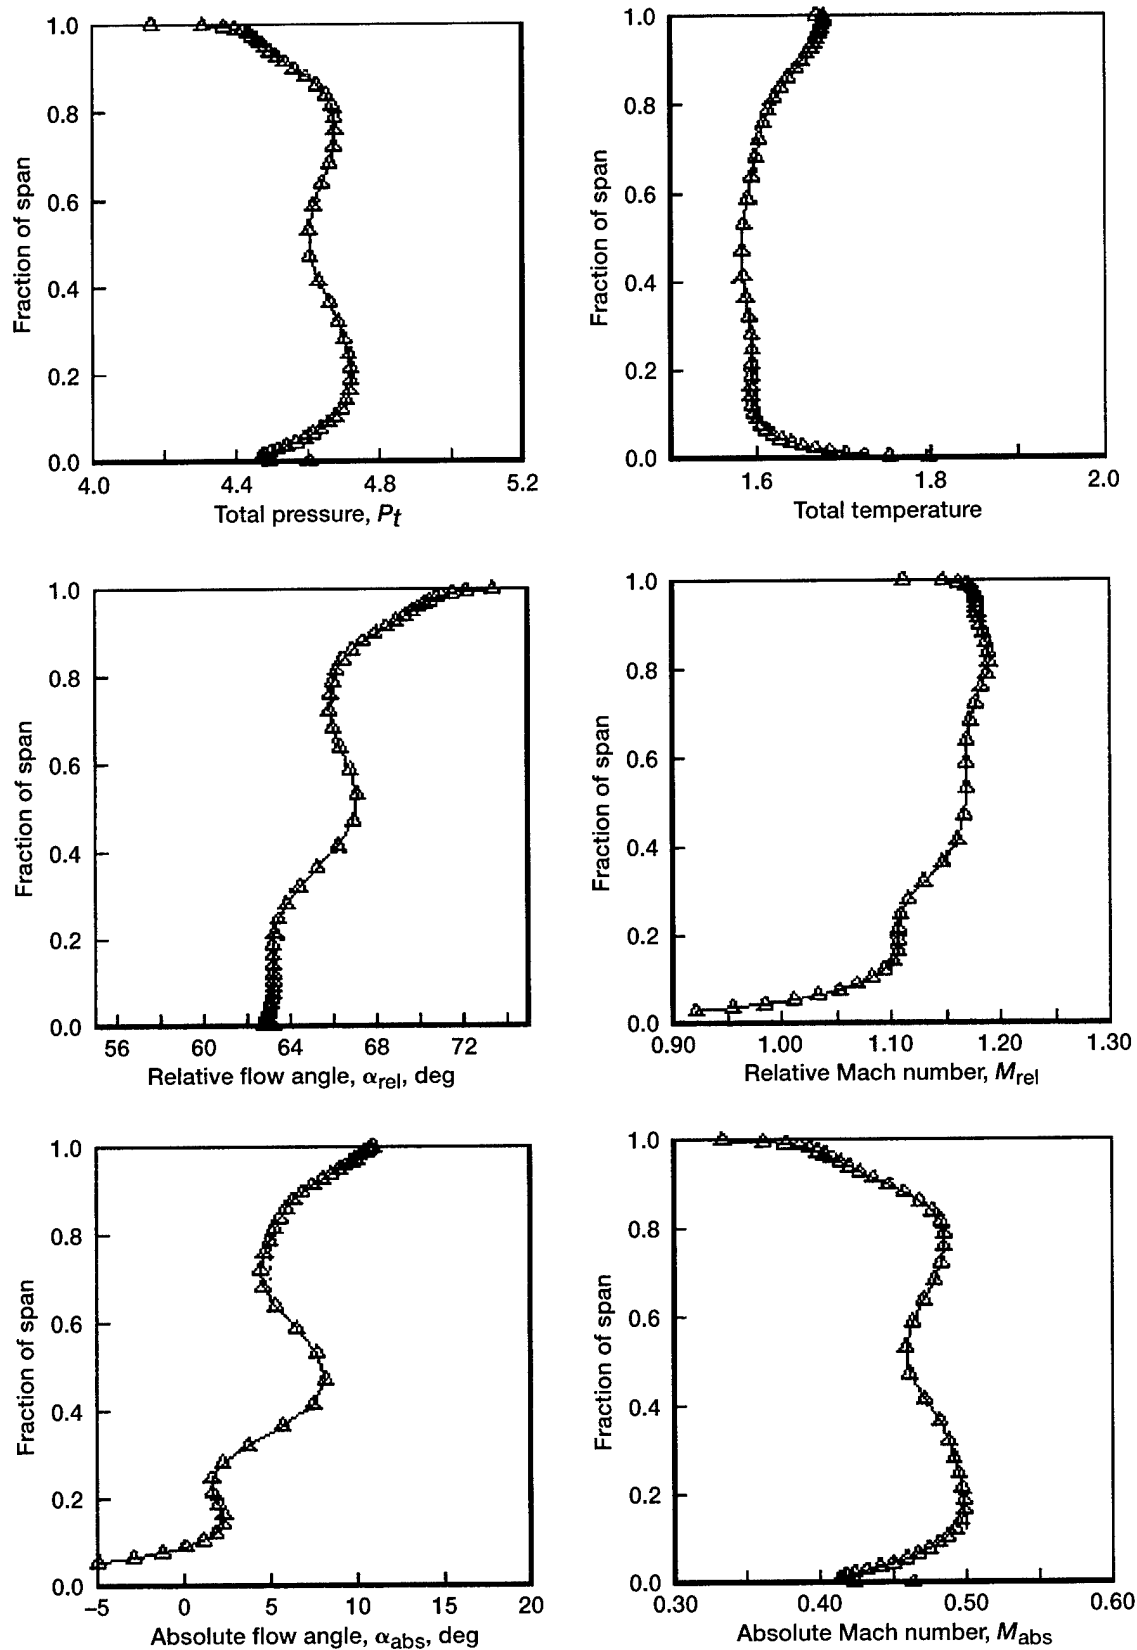 1.0
0.8
0.6
0.4
0.2
0.0
Fraction of span
4.0 4.4 4.8 5.2
Total pressure, Pt
1.0
0.8
0.6
0.4
0.2
0.0
Fraction of span
1.6 1.8 2.0
Total temperature
1.0
0.8
0.6
0.4
0.2
0.0
Fraction of span
56 60 64 68 72
Relative flow angle, αrel, deg
1.0
0.8
0.6
0.4
0.2
0.0
Fraction of span
0.90 1.00 1.10 1.20 1.30
Relative Mach number, Mrel
1.0
0.8
0.6
0.4
0.2
0.0
Fraction of span
–5 0 5 10 15 20
Absolute flow angle, αabs, deg
1.0
0.8
0.6
0.4
0.2
0.0
Fraction of span
0.30 0.40 0.50 0.60
Absolute Mach number, Mabs